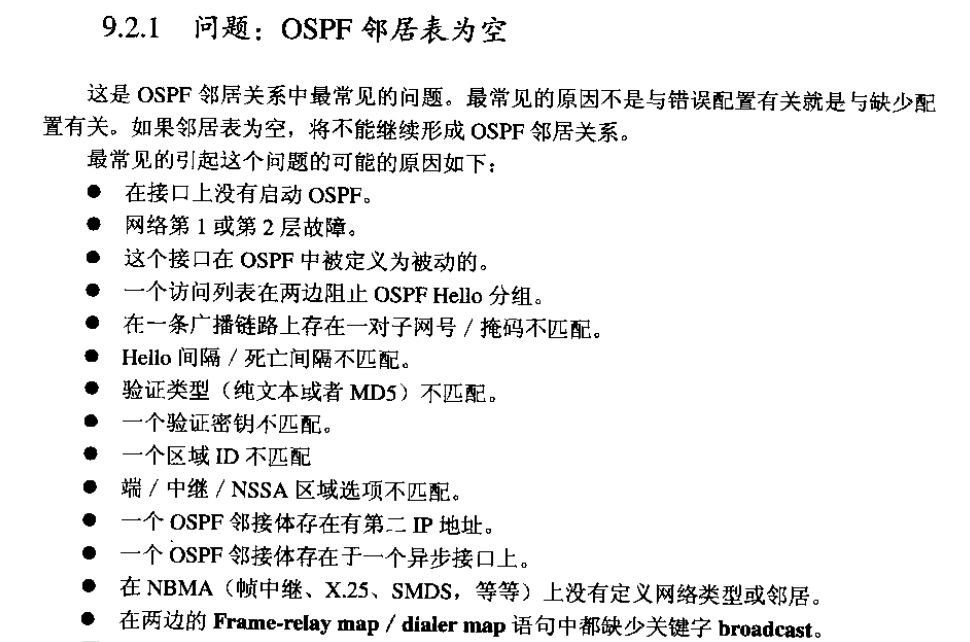 9.2.1 问题：OSPF 邻居表为空
这是 OSPF 邻居关系中最常见的问题。最常见的原因不是与错误配置有关就是与缺少配
置有关。如果邻居表为空，将不能继续形成 OSPF 邻居关系。
最常见的引起这个问题的可能的原因如下：
● 在接口上没有启动 OSPF。
● 网络第 1 或第 2 层故障。
● 这个接口在 OSPF 中被定义为被动的。
● 一个访问列表在两边阻止 OSPF Hello 分组。
● 在一条广播链路上存在一对子网号 / 掩码不匹配。
● Hello 间隔 / 死亡间隔不匹配。
● 验证类型（纯文本或者 MD5）不匹配。
● 一个验证密钥不匹配。
● 一个区域 ID 不匹配
● 端 / 中继 / NSSA 区域选项不匹配。
● 一个 OSPF 邻接体存在有第二 IP 地址。
● 一个 OSPF 邻接体存在于一个异步接口上。
● 在 NBMA（帧中继、X.25、SMDS，等等）上没有定义网络类型或邻居。
● 在两边的 Frame-relay map / dialer map 语句中都缺少关键字 broadcast。